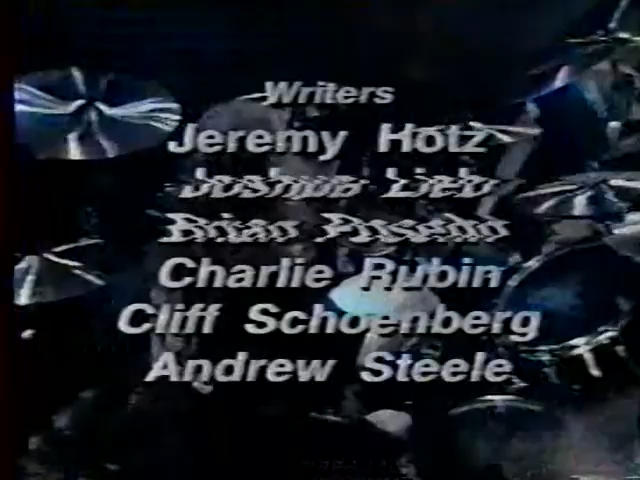 Writers
Jeremy Hotz
Joshua Lieb
Brian Posehn
Charlie Rubin
Cliff Schoenberg
Andrew Steele